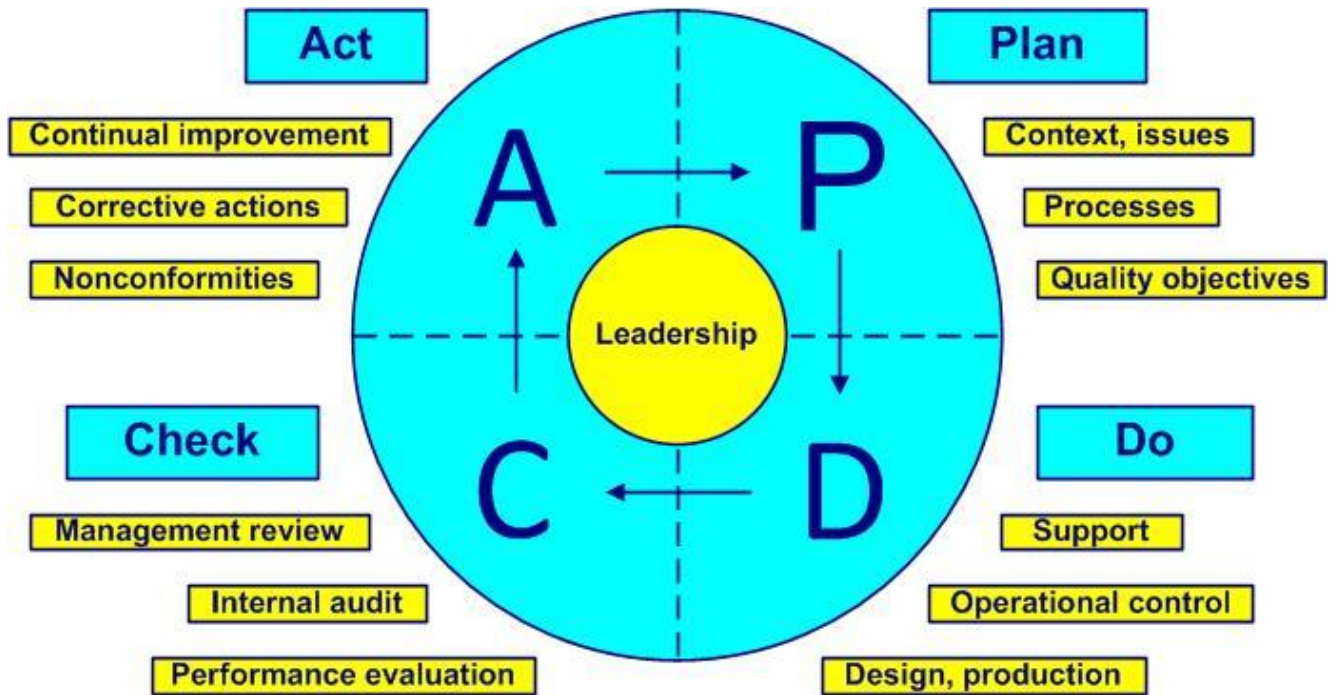 Act
Plan
Continual improvement
Context, issues
Corrective actions
Processes
Nonconformities
Quality objectives
A
P
Leadership
Check
Do
C
D
Management review
Support
Internal audit
Operational control
Performance evaluation
Design, production